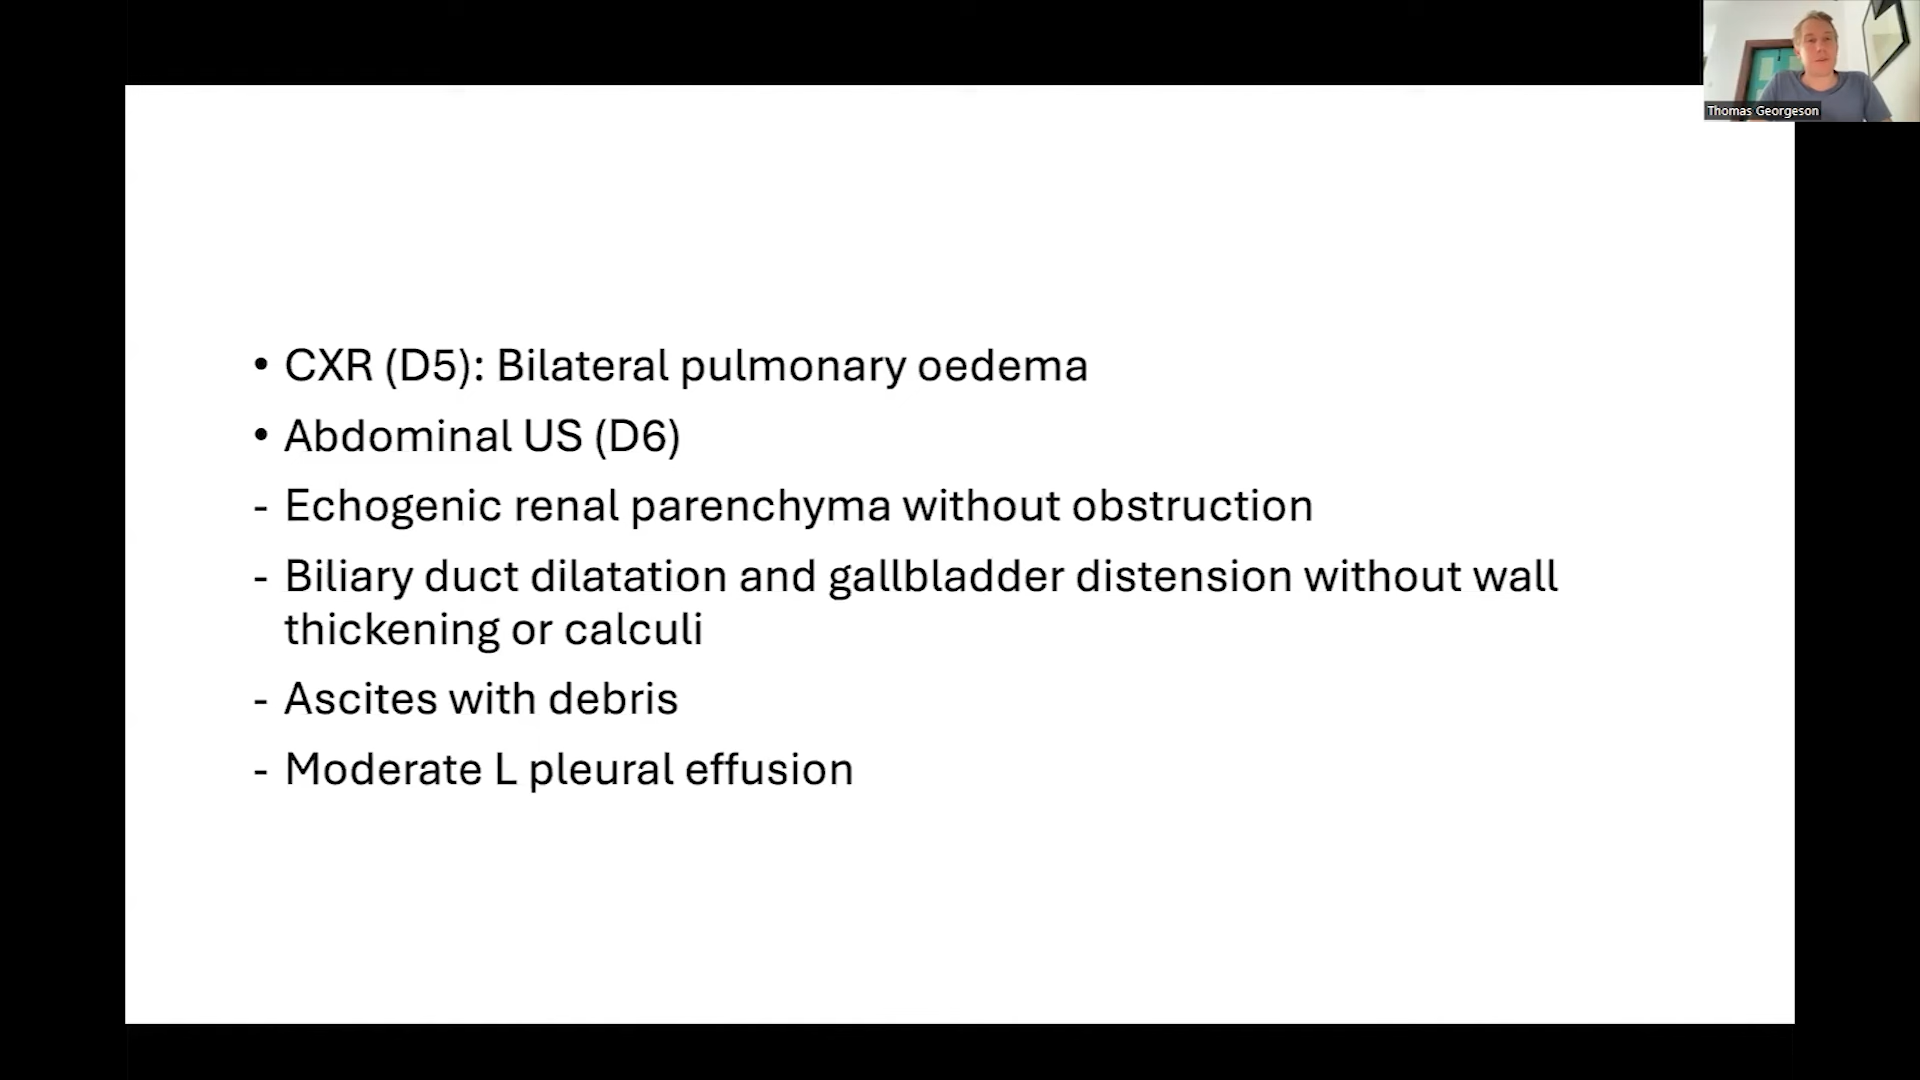 Thomas Georgeson
• CXR (D5): Bilateral pulmonary oedema
• Abdominal US (D6)
- Echogenic renal parenchyma without obstruction
- Biliary duct dilatation and gallbladder distension without wall
thickening or calculi
- Ascites with debris
- Moderate L pleural effusion